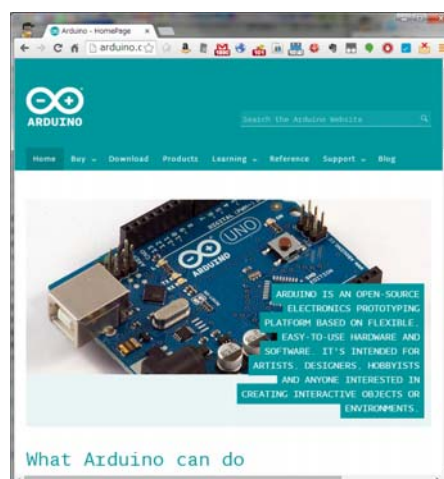 Arduino - HomePage
arduino.c
ARDUINO
Search the Arduino Website
Home Buy Download Products Learning Reference Support Blog
UNO
ARDUINO
ARDUINO IS AN OPEN-SOURCE
ELECTRONICS PROTOTYPING
PLATFORM BASED ON FLEXIBLE,
EASY-TO-USE HARDWARE AND
SOFTWARE. IT'S INTENDED FOR
ARTISTS, DESIGNERS, HOBBYISTS
AND ANYONE INTERESTED IN
CREATING INTERACTIVE OBJECTS OR
ENVIRONMENTS.
What Arduino can do